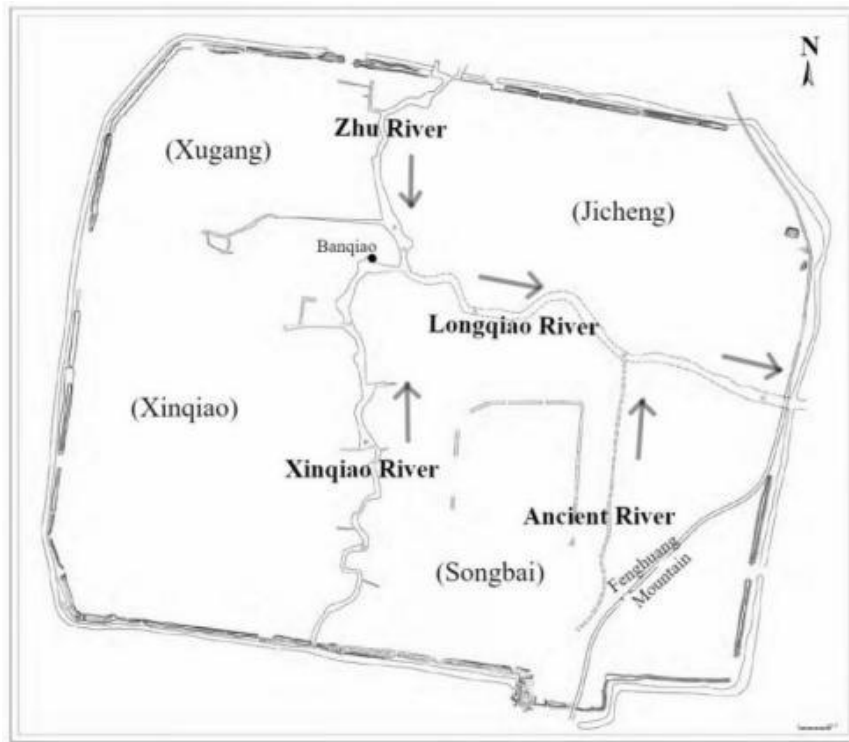 N
Zhu River
(Xugang)
(Jicheng)
Banqiao
Longqiao River
(Xinqiao)
Xinqiao River
Ancient River
Fenghuang
Mountain
(Songbai)